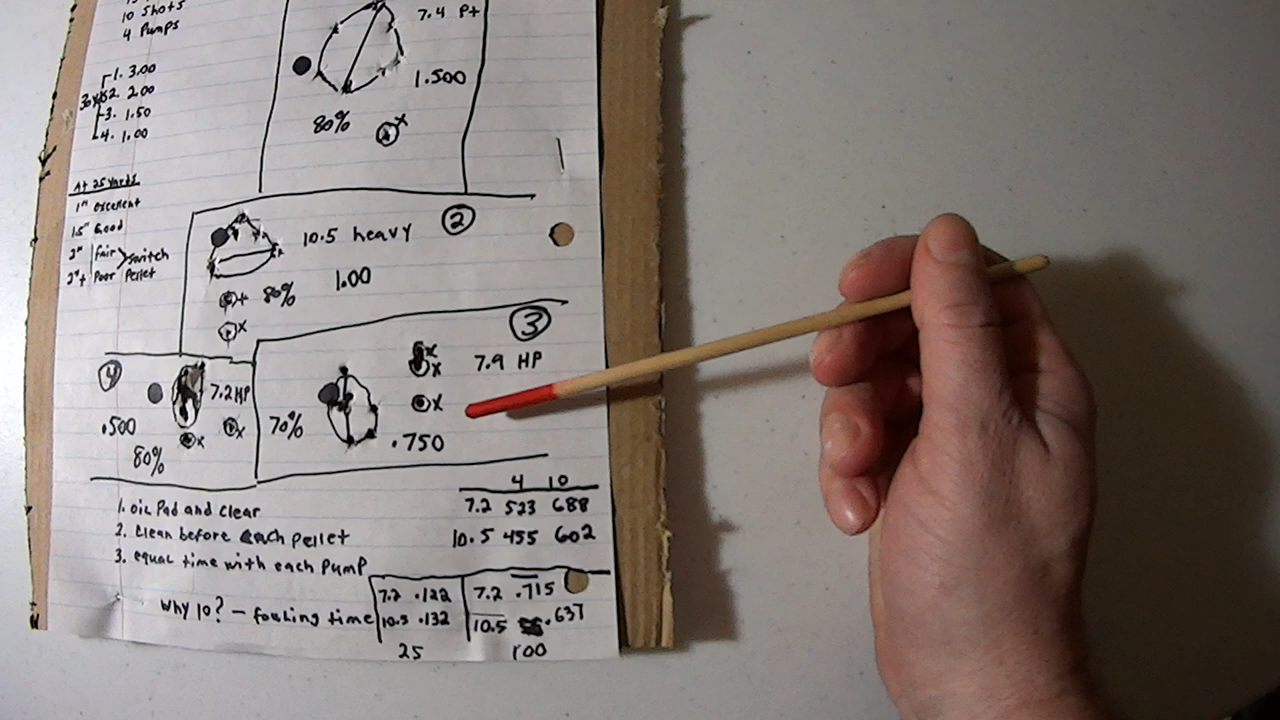 10 Shots
4 Pumps
1. 3.00
2. 2.00
3. 1.50
4. 1.00
7.4 Pt
1.500
80% x
At 25 yards
1" excellent
1.5" Good
2" Fair
2"+ Poor
switch
Pellet
10.5 heavy 2
1.00
80%
x
3
x
x 7.9 HP
x
70%
.750
4
7.2 HP
.500
x x
80%
4 10
7.2 523 688
10.5 455 602
1. oil Pad and Clear
2. Clean before each pellet
3. equal time with each Pump
Why 10? – fouling time
7.2 .122
10.5 .132
25
7.2 .715
10.5 .637
100